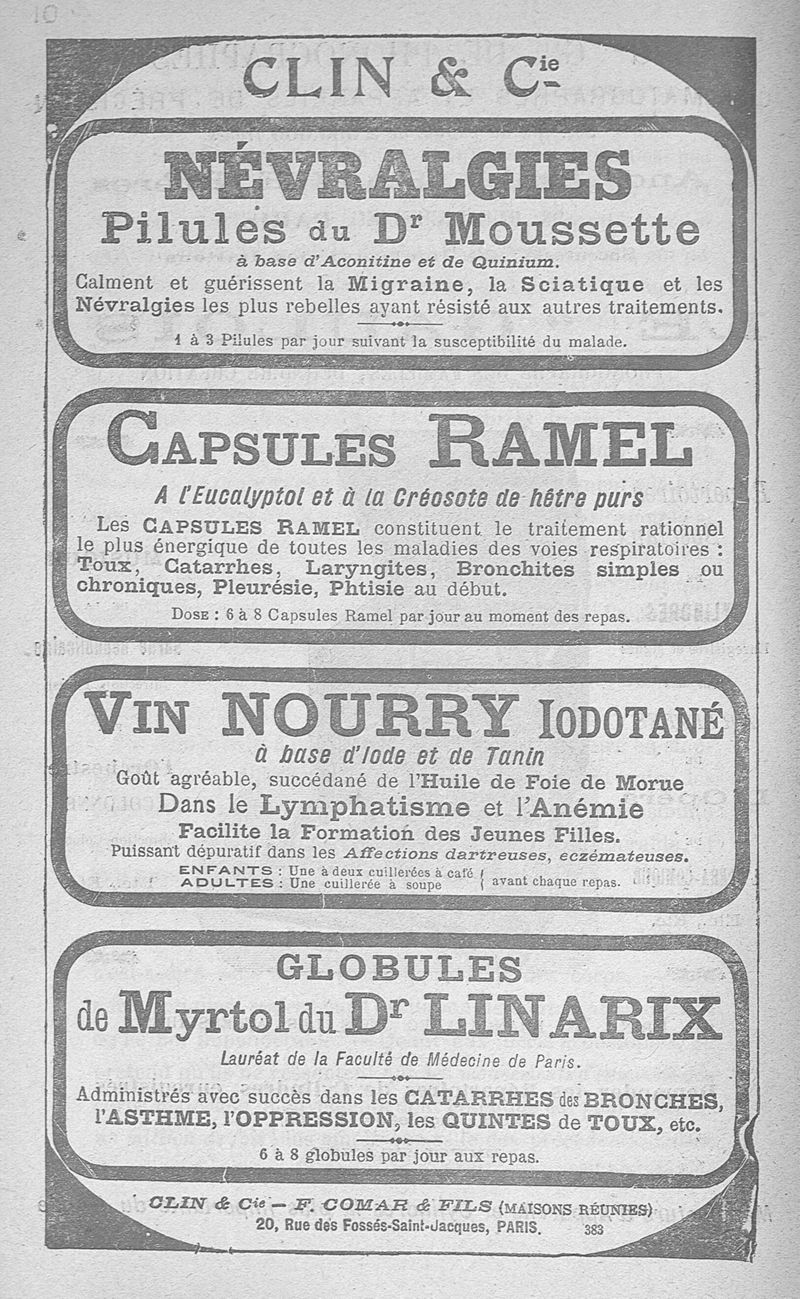 CLIN & Cie
NÉVRALGIES
Pilules du Dr Moussette
à base d'Aconitine et de Quinium.
Calment et guérissent la Migraine, la Sciatique et les
Névralgies les plus rebelles ayant résisté aux autres traitements.
1 à 3 Pilules par jour suivant la susceptibilité du malade.
CAPSULES RAMEL
A l'Eucalyptol et à la Créosote de hêtre purs
Les CAPSULES RAMEL constituent le traitement rationnel
le plus énergique de toutes les maladies des voies respiratoires :
Toux, Catarrhes, Laryngites, Bronchites simples ou
chroniques, Pleurésie, Phtisie au début.
DOSE : 6 à 8 Capsules Ramel par jour au moment des repas.
VIN NOURRY IODOTANÉ
à base d'Iode et de Tanin
Goût agréable, succédané de l'Huile de Foie de Morue
Dans le Lymphatisme et l'Anémie
Facilite la Formation des Jeunes Filles.
Puissant dépuratif dans les Affections dartreuses, eczémateuses.
ENFANTS : Une à deux cuillerées à café
ADULTES : Une cuillerée à soupe
avant chaque repas.
GLOBULES
de Myrtol du Dr LINARIX
Lauréat de la Faculté de Médecine de Paris.
Administrés avec succès dans les CATARRHES des BRONCHES,
l'ASTHME, l'OPPRESSION, les QUINTES de TOUX, etc.
6 à 8 globules par jour aux repas.
CLIN & Cie — F. COMAR & FILS (MAISONS RÉUNIES)
20, Rue des Fossés-Saint-Jacques, PARIS. 383